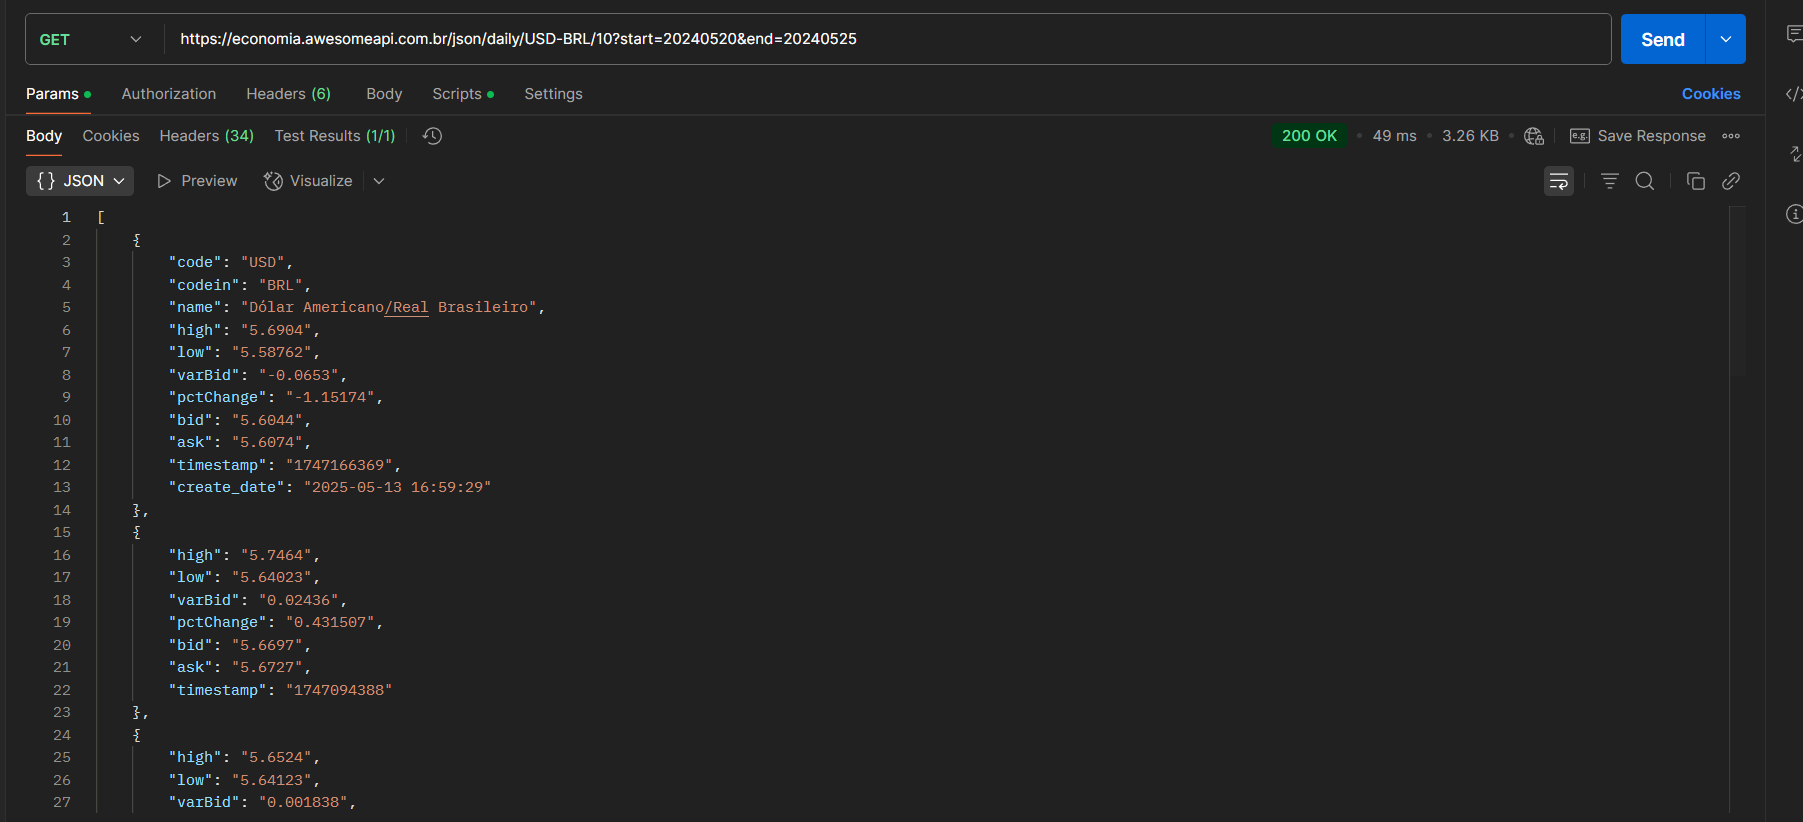 GET https://economia.awesomeapi.com.br/json/daily/USD-BRL/10?start=20240520&end=20240525 Send
Params Authorization Headers (6) Body Scripts Settings Cookies
Body Cookies Headers (34) Test Results (1/1) 200 OK 49 ms 3.26 KB e.g. Save Response
{} JSON Preview Visualize
1 [
2 {
3 "code": "USD",
4 "codein": "BRL",
5 "name": "Dólar Americano/Real Brasileiro",
6 "high": "5.6904",
7 "low": "5.58762",
8 "varBid": "-0.0653",
9 "pctChange": "-1.15174",
10 "bid": "5.6044",
11 "ask": "5.6074",
12 "timestamp": "1747166369",
13 "create_date": "2025-05-13 16:59:29"
14 },
15 {
16 "high": "5.7464",
17 "low": "5.64023",
18 "varBid": "0.02436",
19 "pctChange": "0.431507",
20 "bid": "5.6697",
21 "ask": "5.6727",
22 "timestamp": "1747094388"
23 },
24 {
25 "high": "5.6524",
26 "low": "5.64123",
27 "varBid": "0.001838",